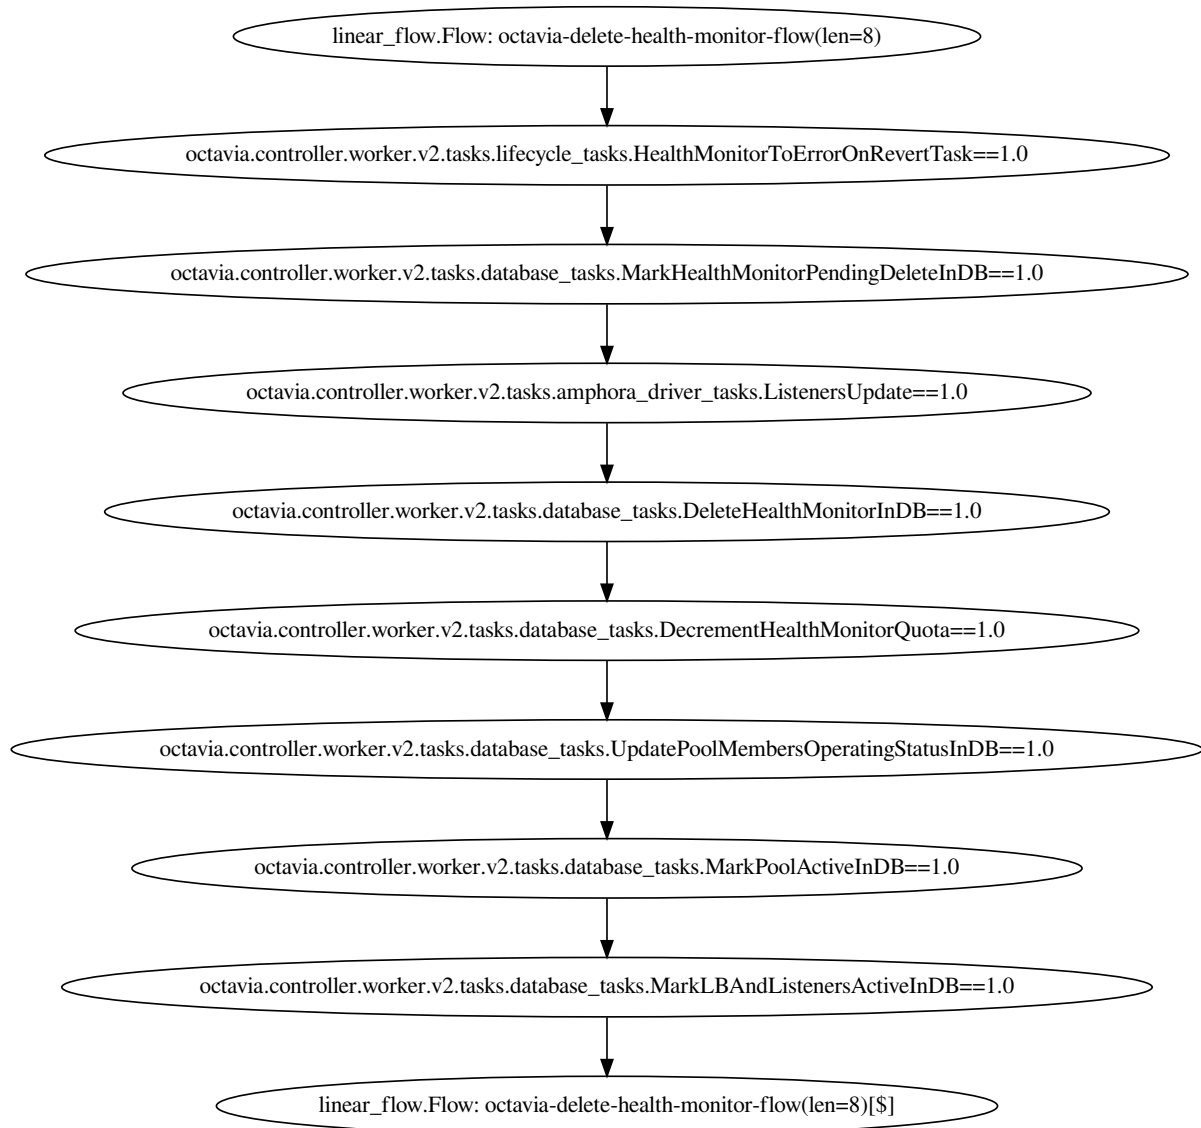 linear_flow.Flow: octavia-delete-health-monitor-flow(len=8)
octavia.controller.worker.v2.tasks.lifecycle_tasks.HealthMonitorToErrorOnRevertTask==1.0
octavia.controller.worker.v2.tasks.database_tasks.MarkHealthMonitorPendingDeleteInDB==1.0
octavia.controller.worker.v2.tasks.amphora_driver_tasks.ListenersUpdate==1.0
octavia.controller.worker.v2.tasks.database_tasks.DeleteHealthMonitorInDB==1.0
octavia.controller.worker.v2.tasks.database_tasks.DecrementHealthMonitorQuota==1.0
octavia.controller.worker.v2.tasks.database_tasks.UpdatePoolMembersOperatingStatusInDB==1.0
octavia.controller.worker.v2.tasks.database_tasks.MarkPoolActiveInDB==1.0
octavia.controller.worker.v2.tasks.database_tasks.MarkLBAndListenersActiveInDB==1.0
linear_flow.Flow: octavia-delete-health-monitor-flow(len=8)[$]